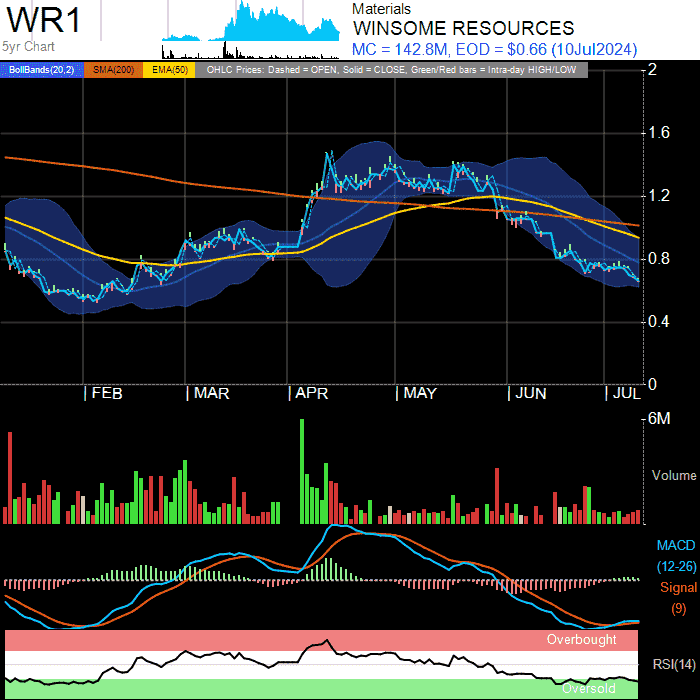 WR1
5yr Chart
Materials
WINSOME RESOURCES
MC = 142.8M, EOD = $0.66 (10Jul2024)
BollBands(20,2) SMA(200) EMA(50) OHLC Prices: Dashed = OPEN, Solid = CLOSE, Green/Red bars = Intra-day HIGH/LOW
2
1.6
1.2
0.8
0.4
0
FEB MAR APR MAY JUN JUL
6M
Volume
MACD
(12-26)
Signal
(9)
Overbought
RSI(14)
Oversold